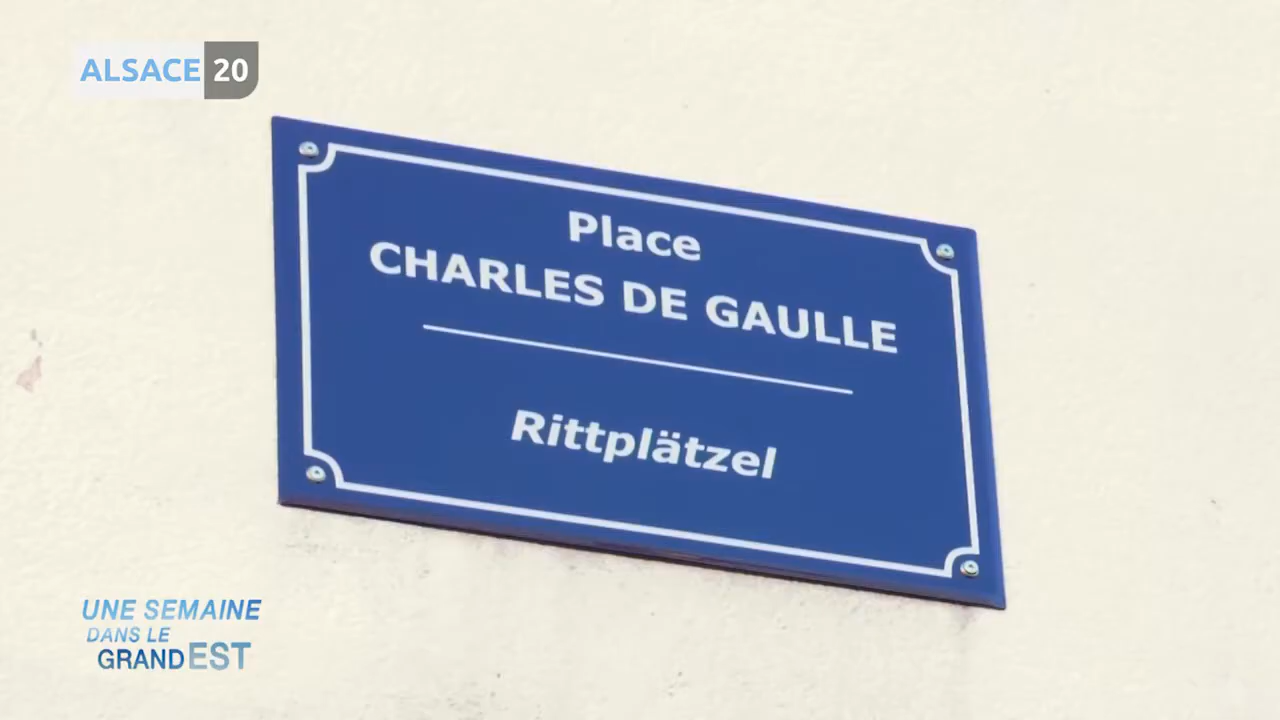 ALSACE 20
Place
CHARLES DE GAULLE
Rittplätzel
UNE SEMAINE
DANS LE
GRAND EST